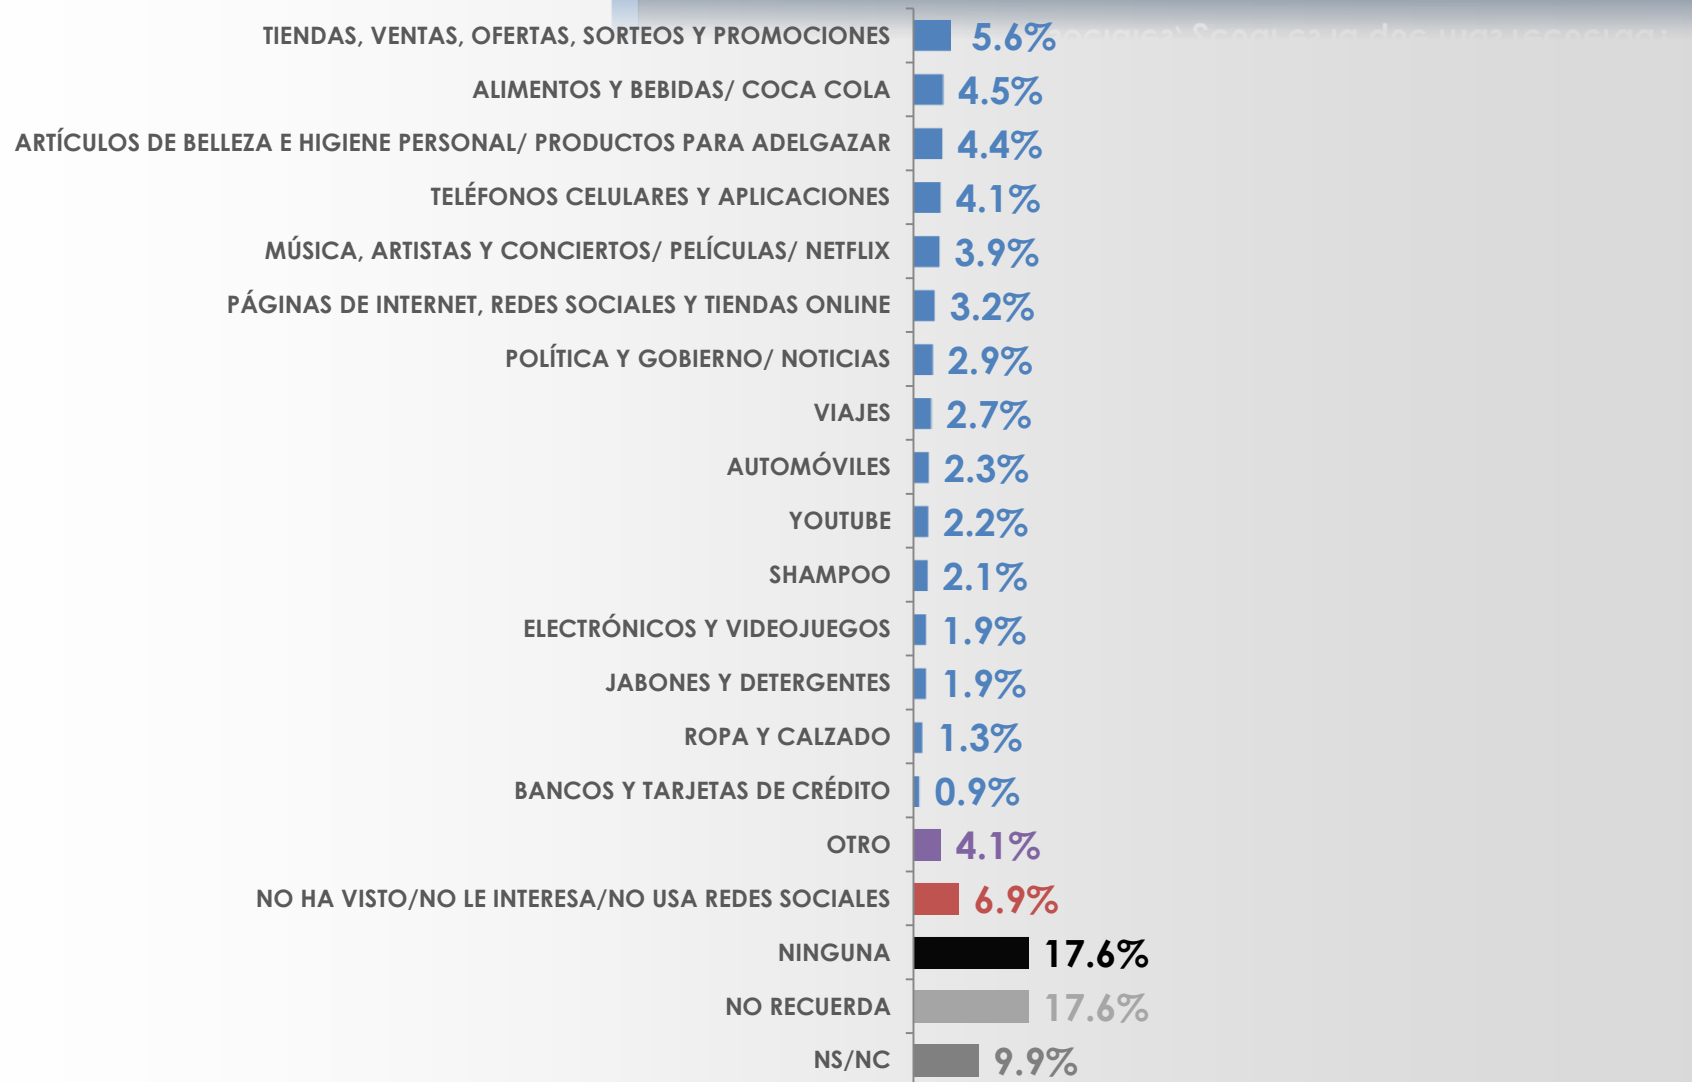 TIENDAS, VENTAS, OFERTAS, SORTEOS Y PROMOCIONES 5.6%
ALIMENTOS Y BEBIDAS/ COCA COLA 4.5%
ARTÍCULOS DE BELLEZA E HIGIENE PERSONAL/ PRODUCTOS PARA ADELGAZAR 4.4%
TELÉFONOS CELULARES Y APLICACIONES 4.1%
MÚSICA, ARTISTAS Y CONCIERTOS/ PELÍCULAS/ NETFLIX 3.9%
PÁGINAS DE INTERNET, REDES SOCIALES Y TIENDAS ONLINE 3.2%
POLÍTICA Y GOBIERNO/ NOTICIAS 2.9%
VIAJES 2.7%
AUTOMÓVILES 2.3%
YOUTUBE 2.2%
SHAMPOO 2.1%
ELECTRÓNICOS Y VIDEOJUEGOS 1.9%
JABONES Y DETERGENTES 1.9%
ROPA Y CALZADO 1.3%
BANCOS Y TARJETAS DE CRÉDITO 0.9%
OTRO 4.1%
NO HA VISTO/NO LE INTERESA/NO USA REDES SOCIALES 6.9%
NINGUNA 17.6%
NO RECUERDA 17.6%
NS/NC 9.9%